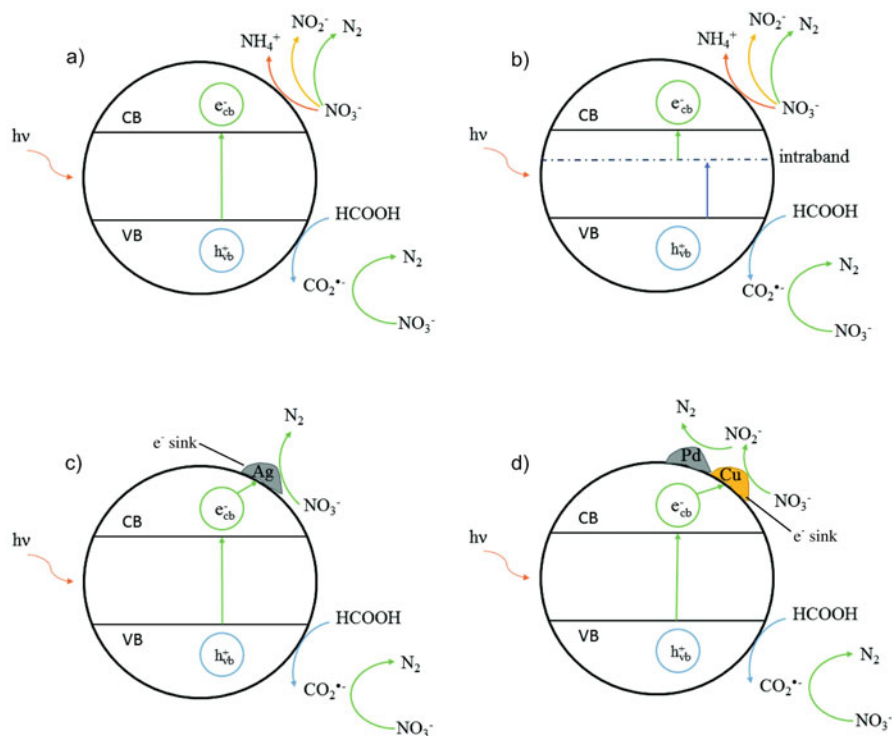 a)
NH₄⁺
NO₂⁻
N₂
NO₃⁻
hν
CB
e⁻cb
VB
h⁺vb
HCOOH
CO₂•⁻
N₂
NO₃⁻
b)
NH₄⁺
NO₂⁻
N₂
NO₃⁻
hν
CB
e⁻cb
intraband
VB
h⁺vb
HCOOH
CO₂•⁻
N₂
NO₃⁻
c)
e⁻ sink
Ag
N₂
NO₃⁻
hν
CB
e⁻cb
VB
h⁺vb
HCOOH
CO₂•⁻
N₂
NO₃⁻
d)
N₂
Pd
NO₂⁻
Cu
NO₃⁻
e⁻ sink
hν
CB
e⁻cb
VB
h⁺vb
HCOOH
CO₂•⁻
N₂
NO₃⁻